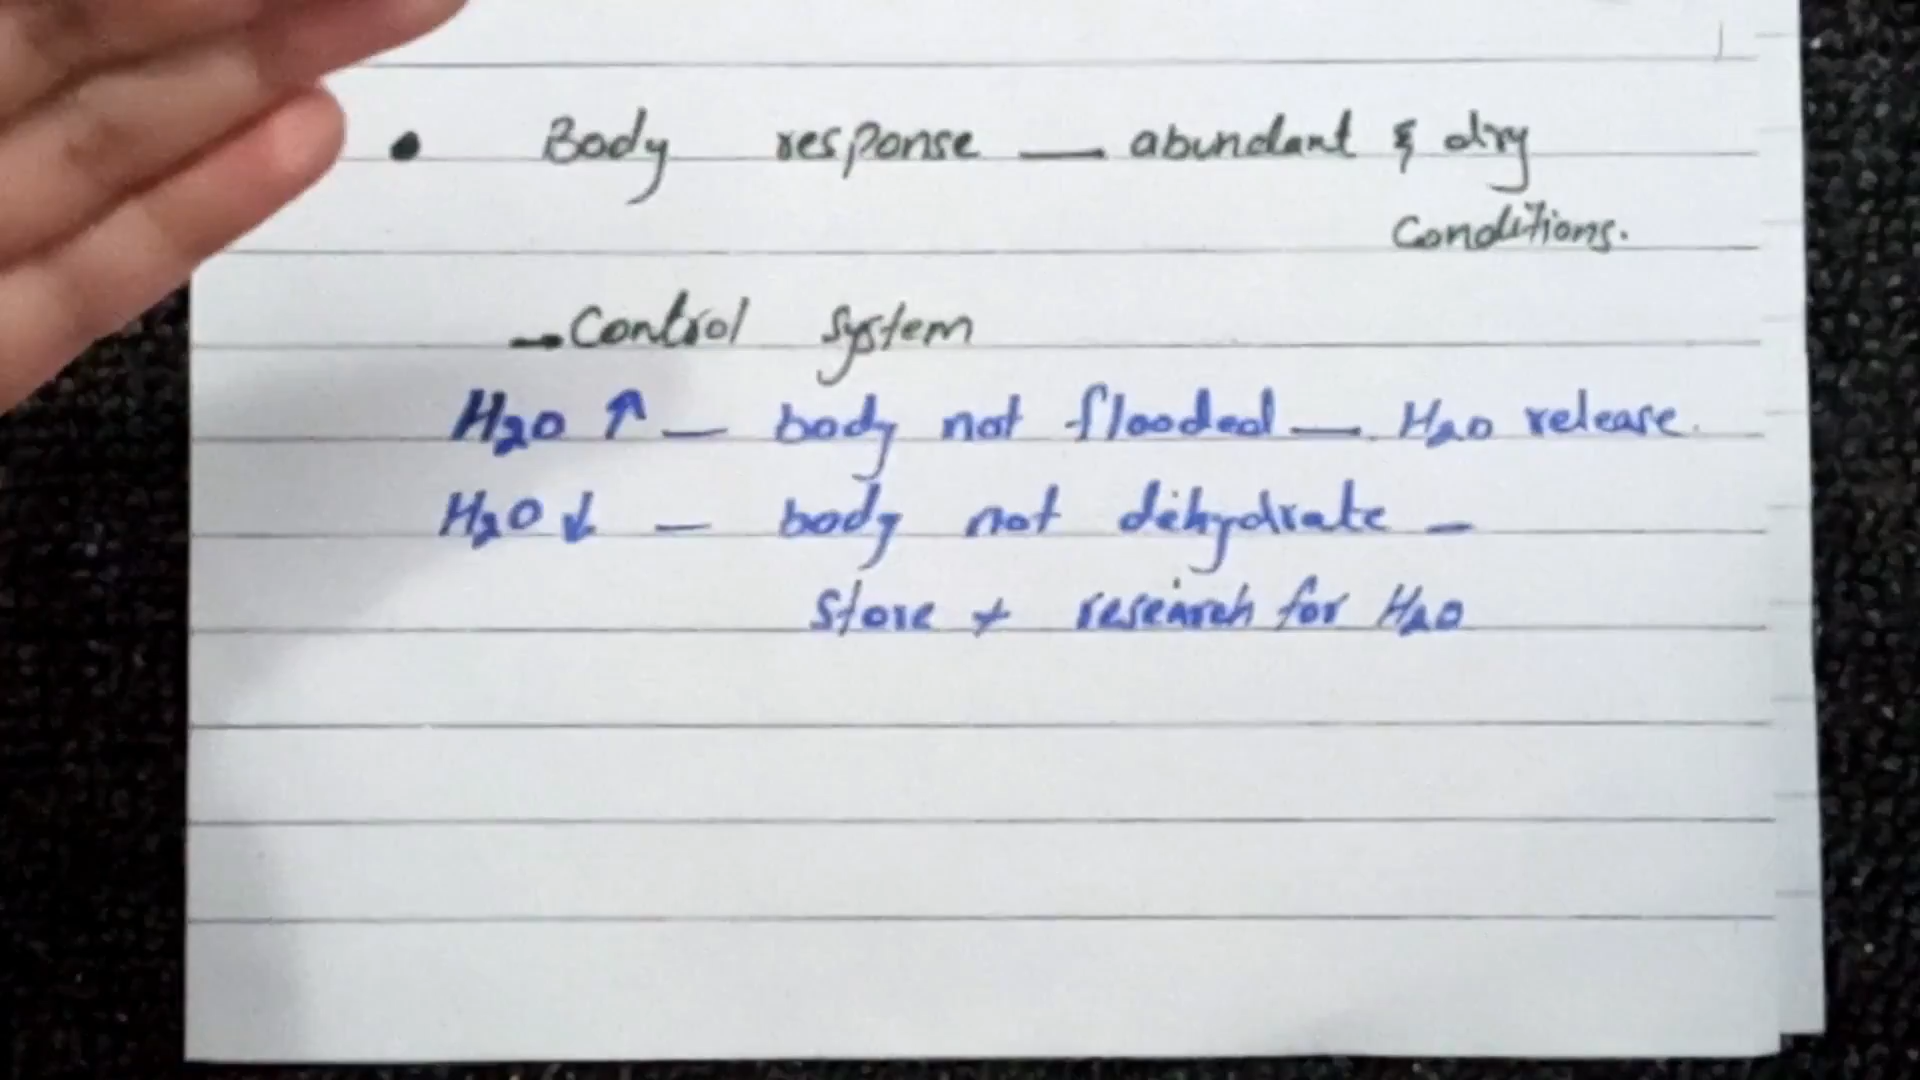 • Body response — abundant & dry
Conditions.
→ Control system
H2O ↑ — body not flooded — H2O release.
H2O ↓ — body not dehydrate –
Store + research for H2O